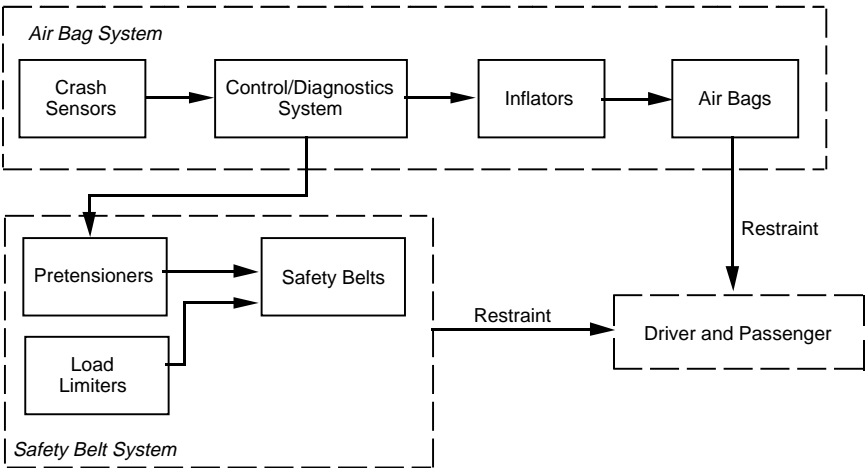 Air Bag System
Crash
Sensors
Control/Diagnostics
System
Inflators
Air Bags
Restraint
Pretensioners
Safety Belts
Restraint
Driver and Passenger
Load
Limiters
Safety Belt System